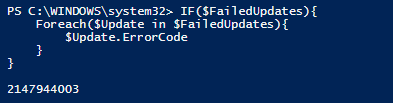 PS C:\WINDOWS\system32> IF($FailedUpdates){
    Foreach($Update in $FailedUpdates){
        $Update.ErrorCode
    }
}
2147944003